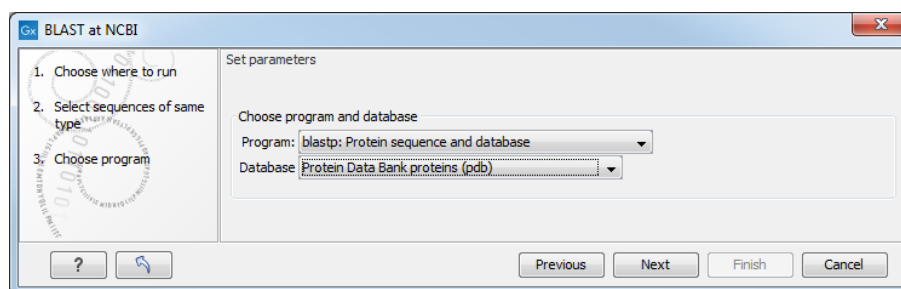 Gx BLAST at NCBI
1. Choose where to run
2. Select sequences of same
type
3. Choose program
Set parameters
Choose program and database
Program: blastp: Protein sequence and database
Database Protein Data Bank proteins (pdb)
?
Previous
Next
Finish
Cancel